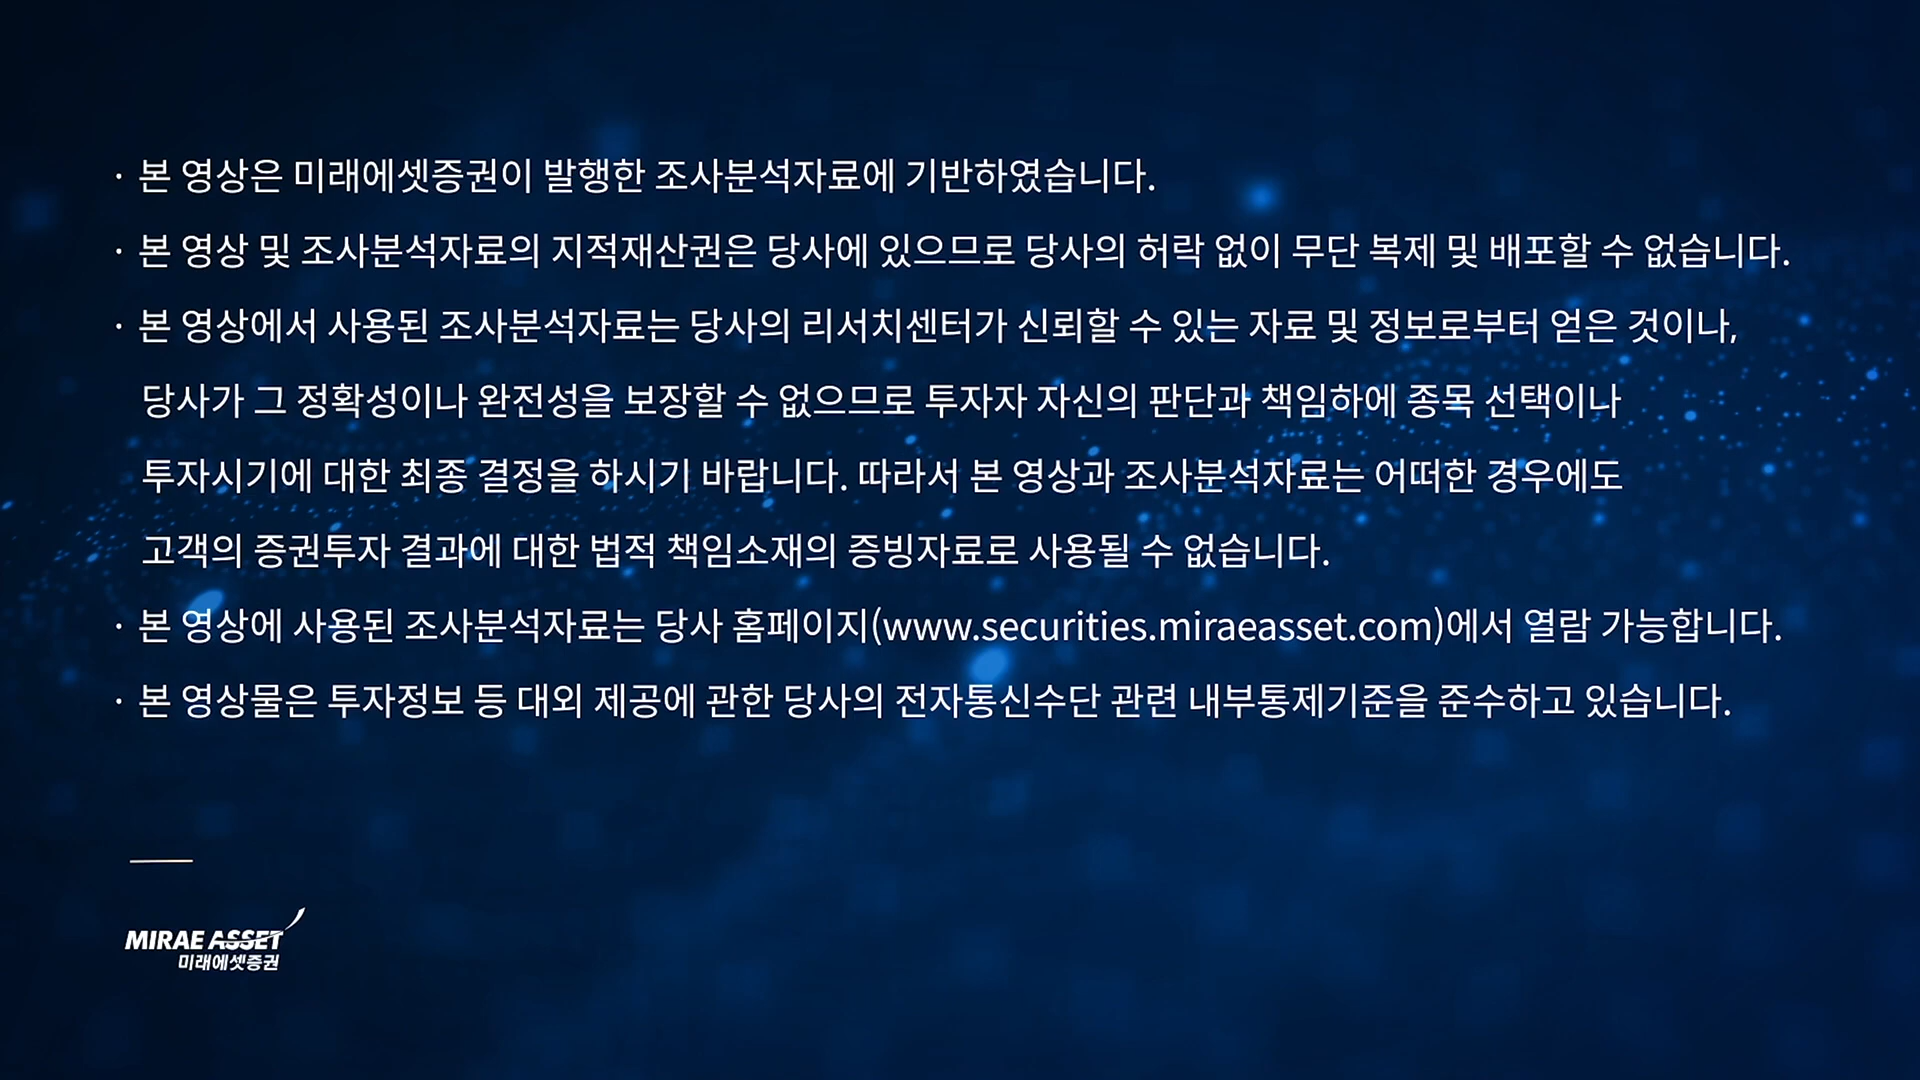 · 본 영상은 미래에셋증권이 발행한 조사분석자료에 기반하였습니다.
· 본 영상 및 조사분석자료의 지적재산권은 당사에 있으므로 당사의 허락 없이 무단 복제 및 배포할 수 없습니다.
· 본 영상에서 사용된 조사분석자료는 당사의 리서치센터가 신뢰할 수 있는 자료 및 정보로부터 얻은 것이나,
당사가 그 정확성이나 완전성을 보장할 수 없으므로 투자자 자신의 판단과 책임하에 종목 선택이나
투자시기에 대한 최종 결정을 하시기 바랍니다. 따라서 본 영상과 조사분석자료는 어떠한 경우에도
고객의 증권투자 결과에 대한 법적 책임소재의 증빙자료로 사용될 수 없습니다.
· 본 영상에 사용된 조사분석자료는 당사 홈페이지(www.securities.miraeasset.com)에서 열람 가능합니다.
· 본 영상물은 투자정보 등 대외 제공에 관한 당사의 전자통신수단 관련 내부통제기준을 준수하고 있습니다.
MIRAE ASSET
미래에셋증권